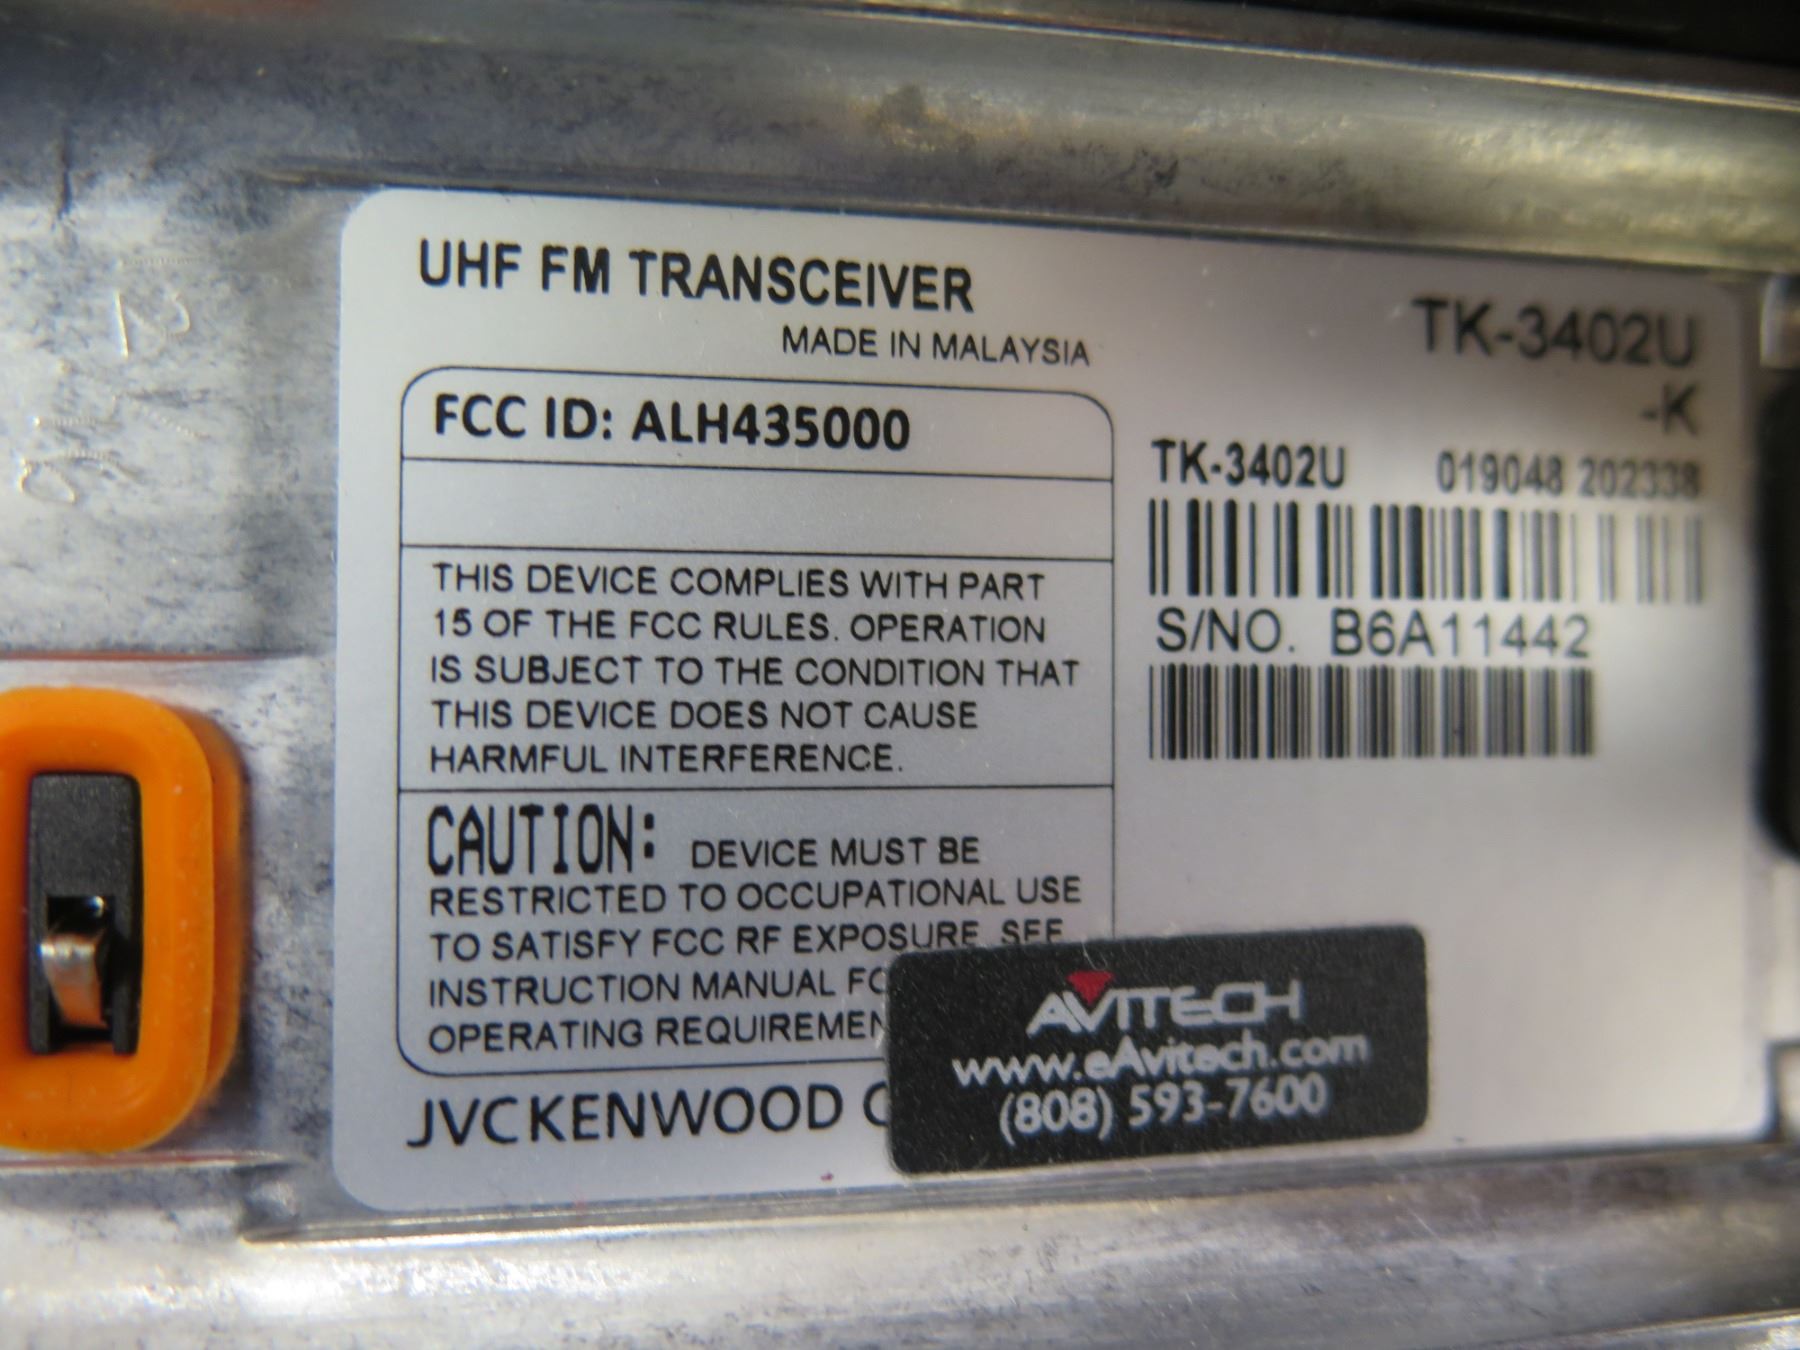 UHF FM TRANSCEIVER
MADE IN MALAYSIA
TK-3402U
-K
FCC ID: ALH435000
TK-3402U 019048 202338
S/NO. B6A11442
THIS DEVICE COMPLIES WITH PART
15 OF THE FCC RULES. OPERATION
IS SUBJECT TO THE CONDITION THAT
THIS DEVICE DOES NOT CAUSE
HARMFUL INTERFERENCE.
CAUTION: DEVICE MUST BE
RESTRICTED TO OCCUPATIONAL USE
TO SATISFY FCC RF EXPOSURE. SEE
INSTRUCTION MANUAL
OPERATING
JVCKENWOOD
AVITECH
www.eAvitech.com
(808) 593-7600